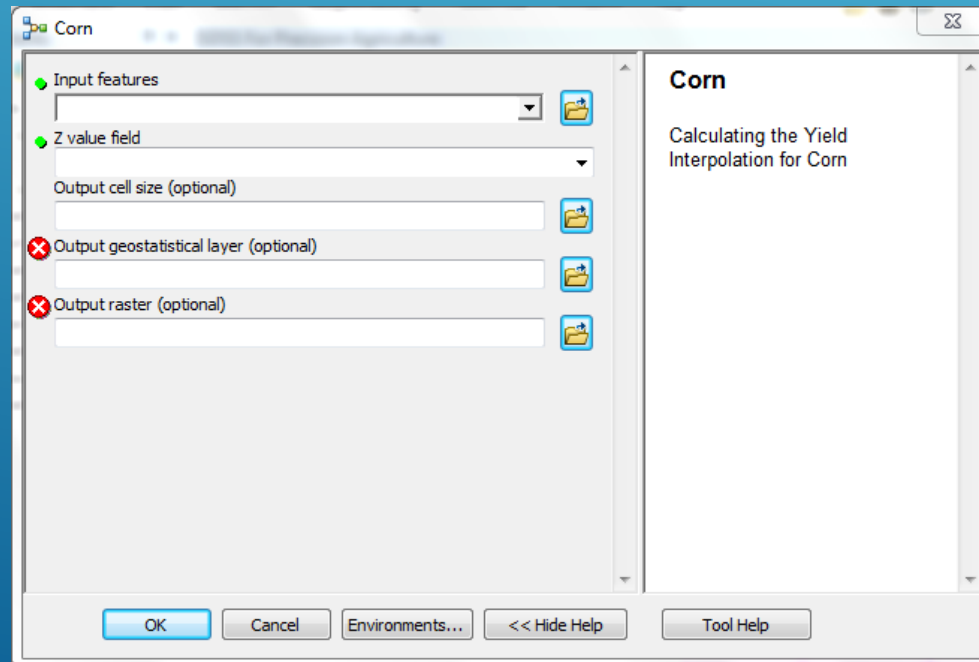 Corn
Input features
Z value field
Output cell size (optional)
Output geostatistical layer (optional)
Output raster (optional)
Corn
Calculating the Yield
Interpolation for Corn
OK
Cancel
Environments...
<< Hide Help
Tool Help